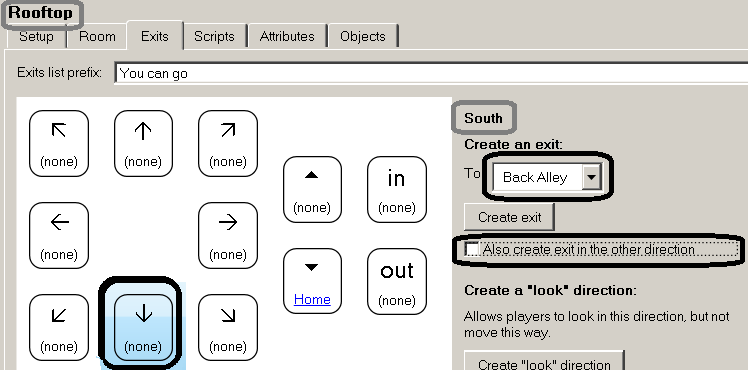 Rooftop
Setup Room Exits Scripts Attributes Objects
Exits list prefix: You can go
(none) (none) (none)
(none) in (none)
(none) (none)
Home out (none)
(none) (none) (none)
South
Create an exit:
To Back Alley
Create exit
Also create exit in the other direction
Create a "look" direction:
Allows players to look in this direction, but not
move this way.
Create "look" direction